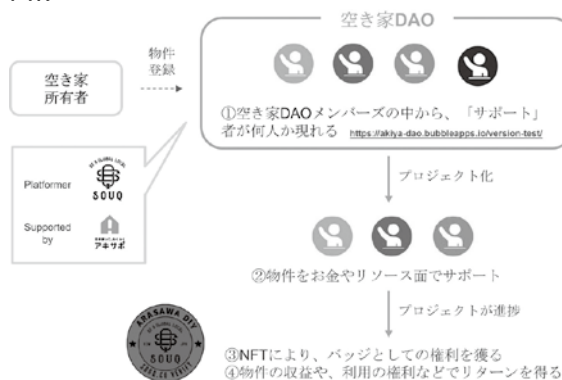 空き家DAO
物件
登録
空き家
所有者
①空き家DAOメンバーズの中から、「サポート」
者が何人か現れる https://akiya-dao.bubbleapps.io/version-test/
Platformer
SOUQ
Supported
by
アキサポ
プロジェクト化
②物件をお金やリソース面でサポート
プロジェクトが進捗
ARASAWA DIY
SOUQ
③NFTにより、バッジとしての権利を獲る
④物件の収益や、利用の権利などでリターンを得る